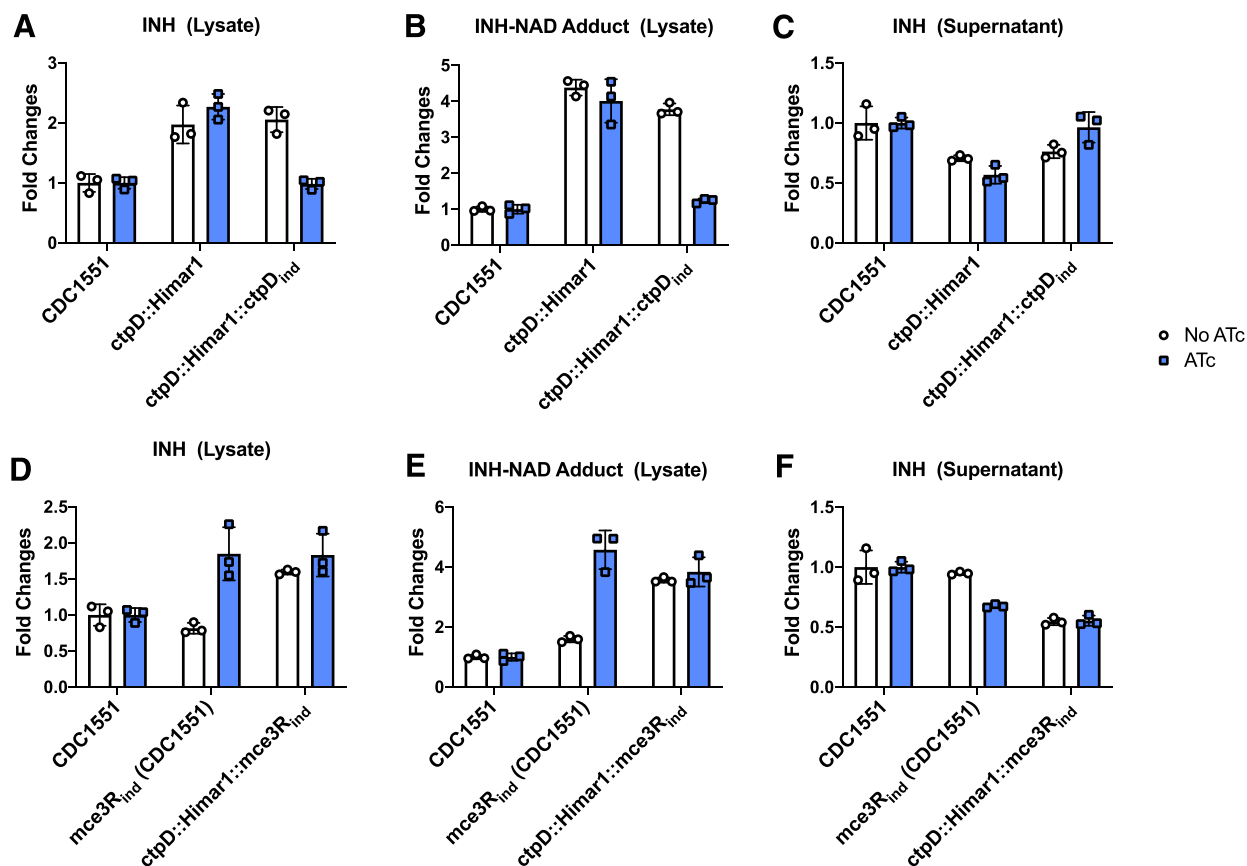 A
INH (Lysate)
Fold Changes
3
2
1
0
CDC1551
ctpD::Himar1
ctpD::Himar1::ctpDind
B
INH-NAD Adduct (Lysate)
Fold Changes
5
4
3
2
1
0
CDC1551
ctpD::Himar1
ctpD::Himar1::ctpDind
C
INH (Supernatant)
Fold Changes
1.5
1.0
0.5
0.0
CDC1551
ctpD::Himar1
ctpD::Himar1::ctpDind
No ATc
ATc
D
INH (Lysate)
Fold Changes
2.5
2.0
1.5
1.0
0.5
0.0
CDC1551
mce3Rind (CDC1551)
ctpD::Himar1::mce3Rind
E
INH-NAD Adduct (Lysate)
Fold Changes
6
4
2
0
CDC1551
mce3Rind (CDC1551)
ctpD::Himar1::mce3Rind
F
INH (Supernatant)
Fold Changes
1.5
1.0
0.5
0.0
CDC1551
mce3Rind (CDC1551)
ctpD::Himar1::mce3Rind